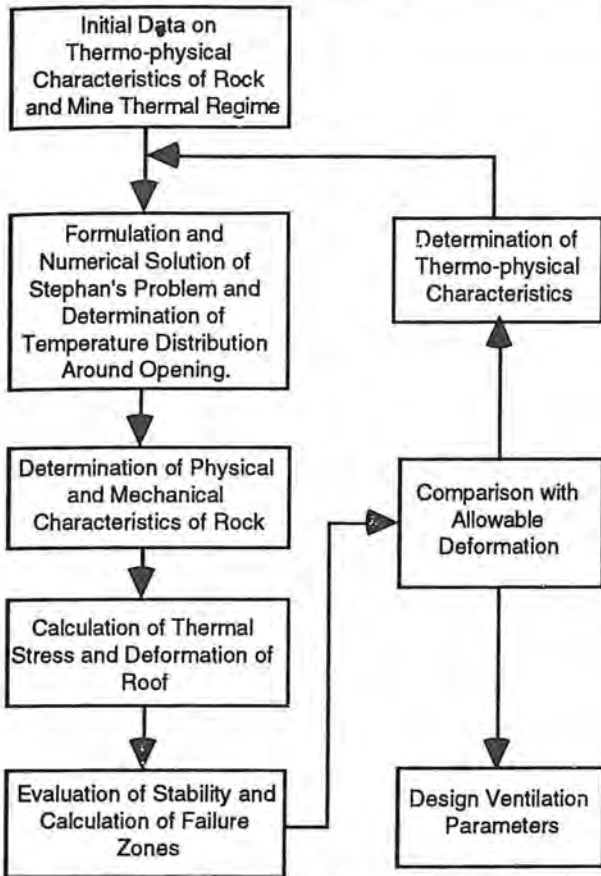 Initial Data on
Thermo-physical
Characteristics of Rock
and Mine Thermal Regime
Formulation and
Numerical Solution of
Stephan's Problem and
Determination of
Temperature Distribution
Around Opening.
Determination of Physical
and Mechanical
Characteristics of Rock
Calculation of Thermal
Stress and Deformation of
Roof
Evaluation of Stability and
Calculation of Failure
Zones
Determination of
Thermo-physical
Characteristics
Comparison with
Allowable
Deformation
Design Ventilation
Parameters